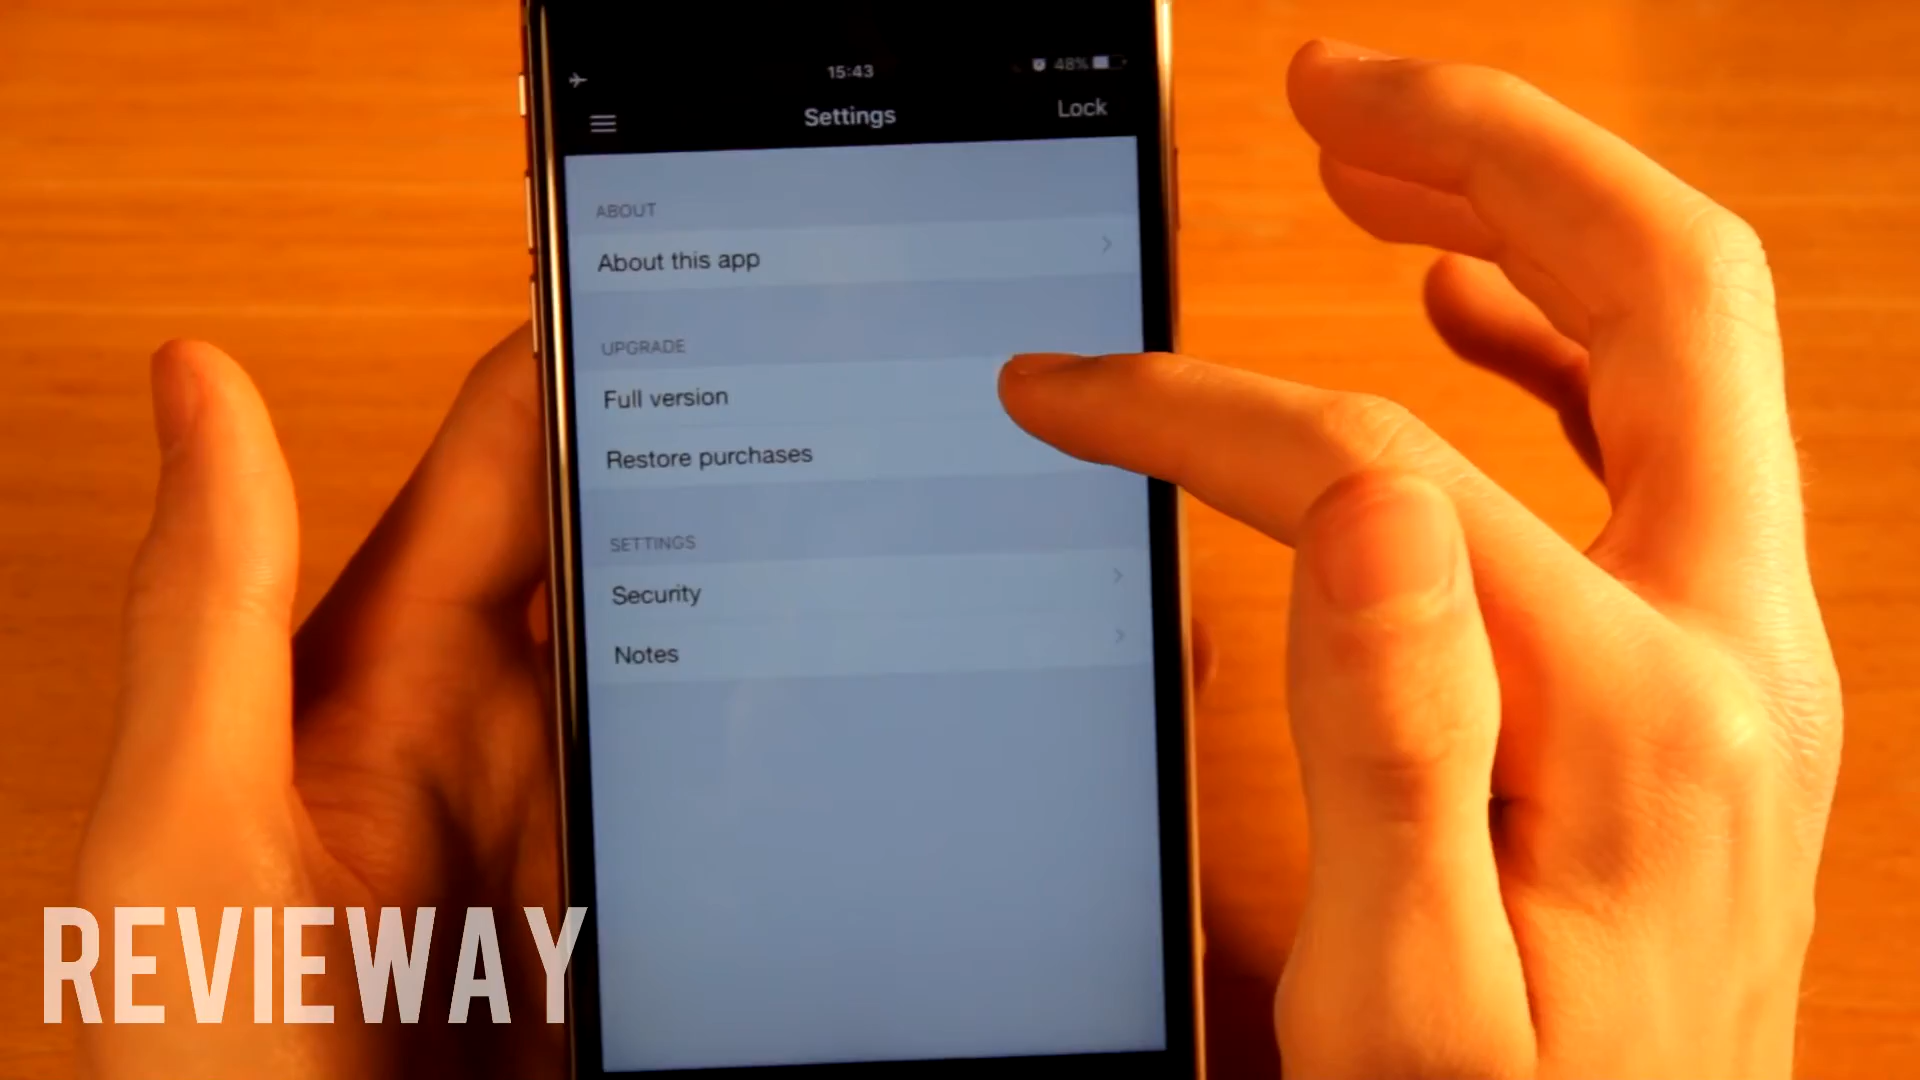 15:43
48%
Settings
Lock
ABOUT
About this app
UPGRADE
Full version
Restore purchases
SETTINGS
Security
Notes
REVIEWAY